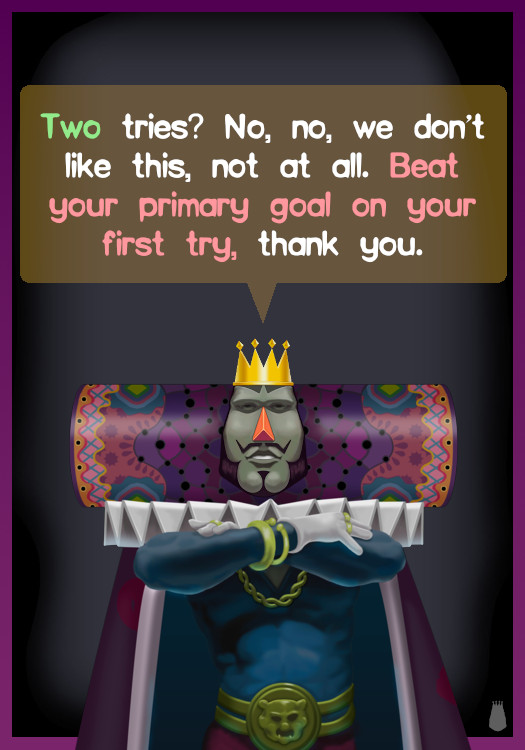 Two tries? No, no, we don't
like this, not at all. Beat
your primary goal on your
first try, thank you.